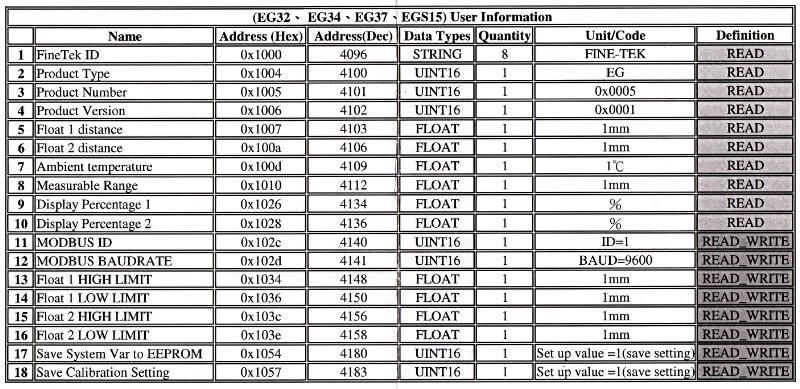 (EG32、 EG34、EG37、EGS15) User Information
Name Address (Hex) Address(Dec) Data Types Quantity Unit/Code Definition
1 FineTek ID 0x1000 4096 STRING 8 FINE-TEK READ
2 Product Type 0x1004 4100 UINT16 1 EG READ
3 Product Number 0x1005 4101 UINT16 1 0x0005 READ
4 Product Version 0x1006 4102 UINT16 1 0x0001 READ
5 Float 1 distance 0x1007 4103 FLOAT 1 1mm READ
6 Float 2 distance 0x100a 4106 FLOAT 1 1mm READ
7 Ambient temperature 0x100d 4109 FLOAT 1 1℃ READ
8 Measurable Range 0x1010 4112 FLOAT 1 1mm READ
9 Display Percentage 1 0x1026 4134 FLOAT 1 % READ
10 Display Percentage 2 0x1028 4136 FLOAT 1 % READ
11 MODBUS ID 0x102c 4140 UINT16 1 ID=1 READ_WRITE
12 MODBUS BAUDRATE 0x102d 4141 UINT16 1 BAUD=9600 READ_WRITE
13 Float 1 HIGH LIMIT 0x1034 4148 FLOAT 1 1mm READ_WRITE
14 Float 1 LOW LIMIT 0x1036 4150 FLOAT 1 1mm READ_WRITE
15 Float 2 HIGH LIMIT 0x103c 4156 FLOAT 1 1mm READ_WRITE
16 Float 2 LOW LIMIT 0x103e 4158 FLOAT 1 1mm READ_WRITE
17 Save System Var to EEPROM 0x1054 4180 UINT16 1 Set up value =1(save setting) READ_WRITE
18 Save Calibration Setting 0x1057 4183 UINT16 1 Set up value =1(save setting) READ_WRITE